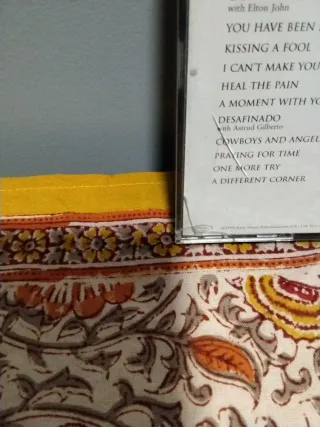 with Elton John
YOU HAVE BEEN
KISSING A FOOL
I CAN'T MAKE YOU
HEAL THE PAIN
A MOMENT WITH YO
DESAFINADO
with Astrud Gilberto
COWBOYS AND ANGEL
PRAYING FOR TIME
ONE MORE TRY
A DIFFERENT CORNER